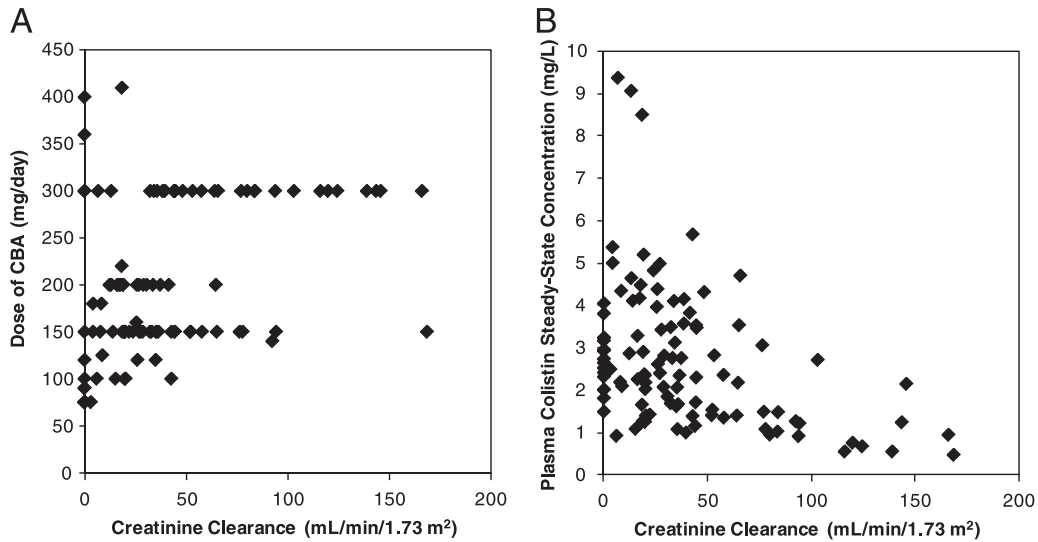 A
Dose of CBA (mg/day)
450
400
350
300
250
200
150
100
50
0
0 50 100 150 200
Creatinine Clearance (mL/min/1.73 m²)
B
Plasma Colistin Steady-State Concentration (mg/L)
10
9
8
7
6
5
4
3
2
1
0
0 50 100 150 200
Creatinine Clearance (mL/min/1.73 m²)